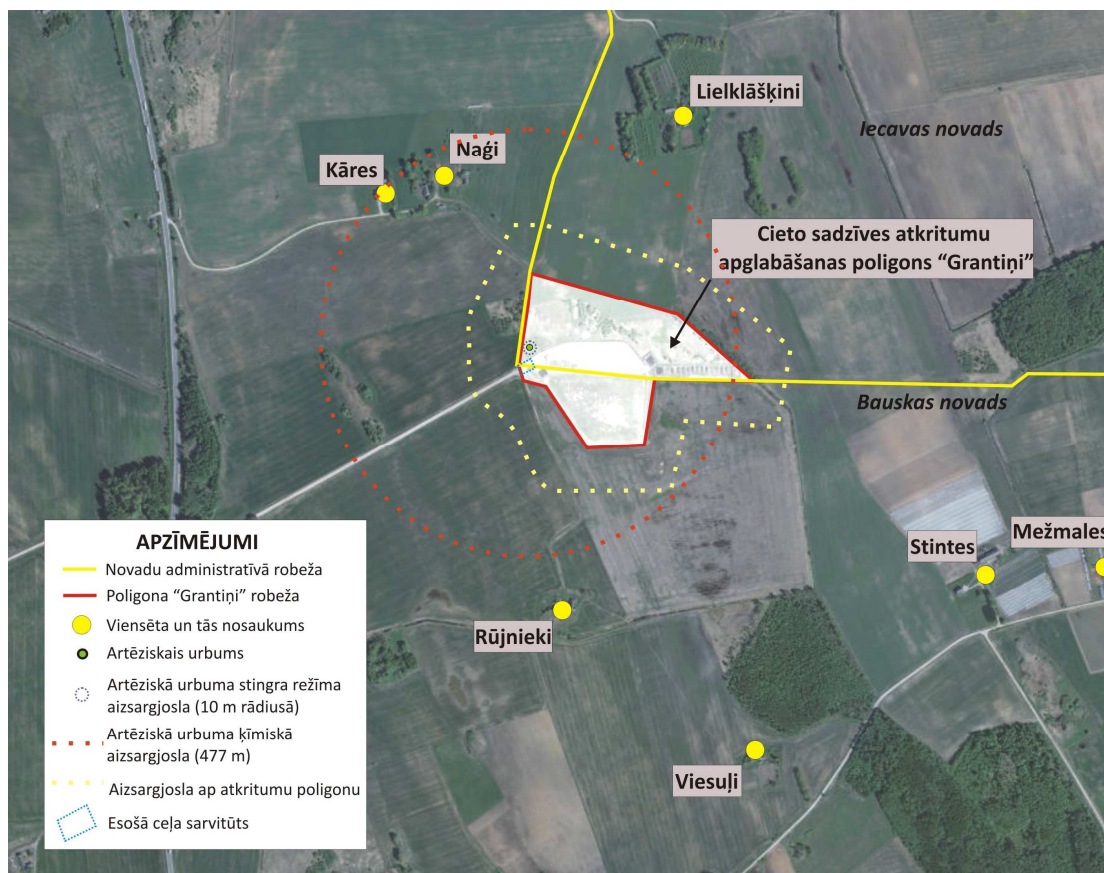 Lielklāšķini
Iecavas novads
Naģi
Kāres
Cieto sadzīves atkritumu
apglabāšanas poligons “Grantiņi”
Bauskas novads
Stintes
Mežmales
Rūjnieki
Viesuļi
APZĪMĒJUMI
Novadu administratīvā robeža
Poligona “Grantiņi” robeža
Viensēta un tās nosaukums
Artēziskais urbums
Artēziskā urbuma stingra režīma
aizsargjosla (10 m rādiusā)
Artēziskā urbuma ķīmiskā
aizsargjosla (477 m)
Aizsargjosla ap atkritumu poligonu
Esošā ceļa sarvitūts